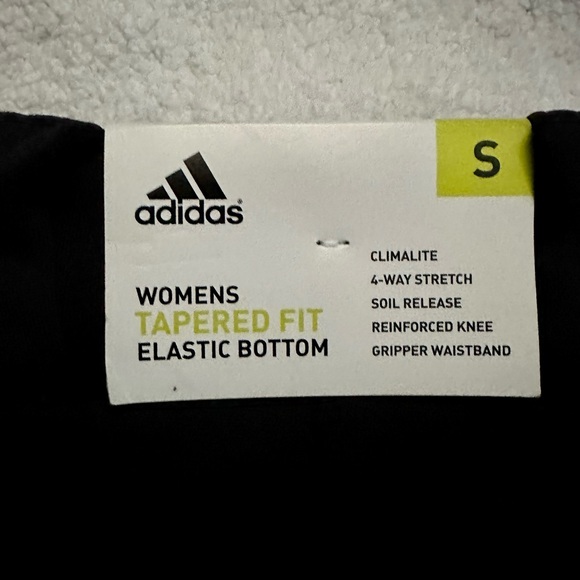 S
adidas
WOMENS
TAPERED FIT
ELASTIC BOTTOM
CLIMALITE
4-WAY STRETCH
SOIL RELEASE
REINFORCED KNEE
GRIPPER WAISTBAND